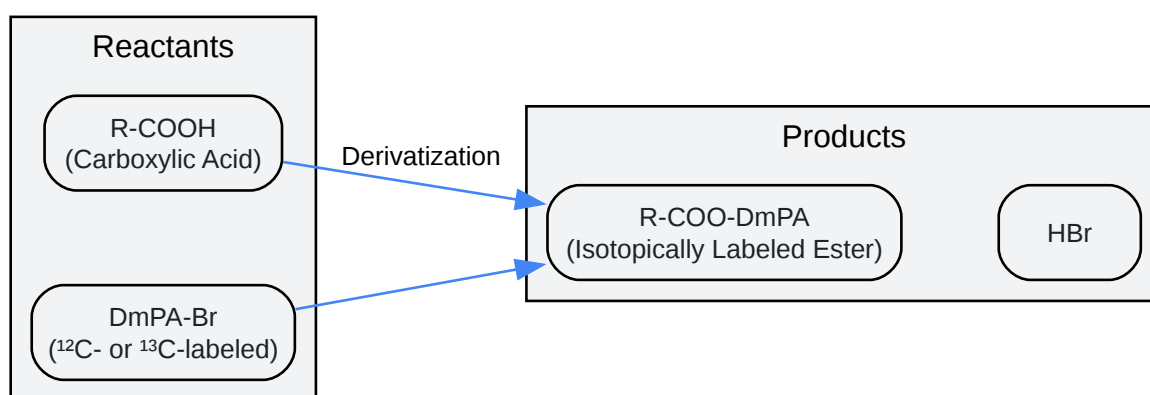 Reactants
R-COOH
(Carboxylic Acid)
DmPA-Br
(¹²C- or ¹³C-labeled)
Derivatization
Products
R-COO-DmPA
(Isotopically Labeled Ester)
HBr